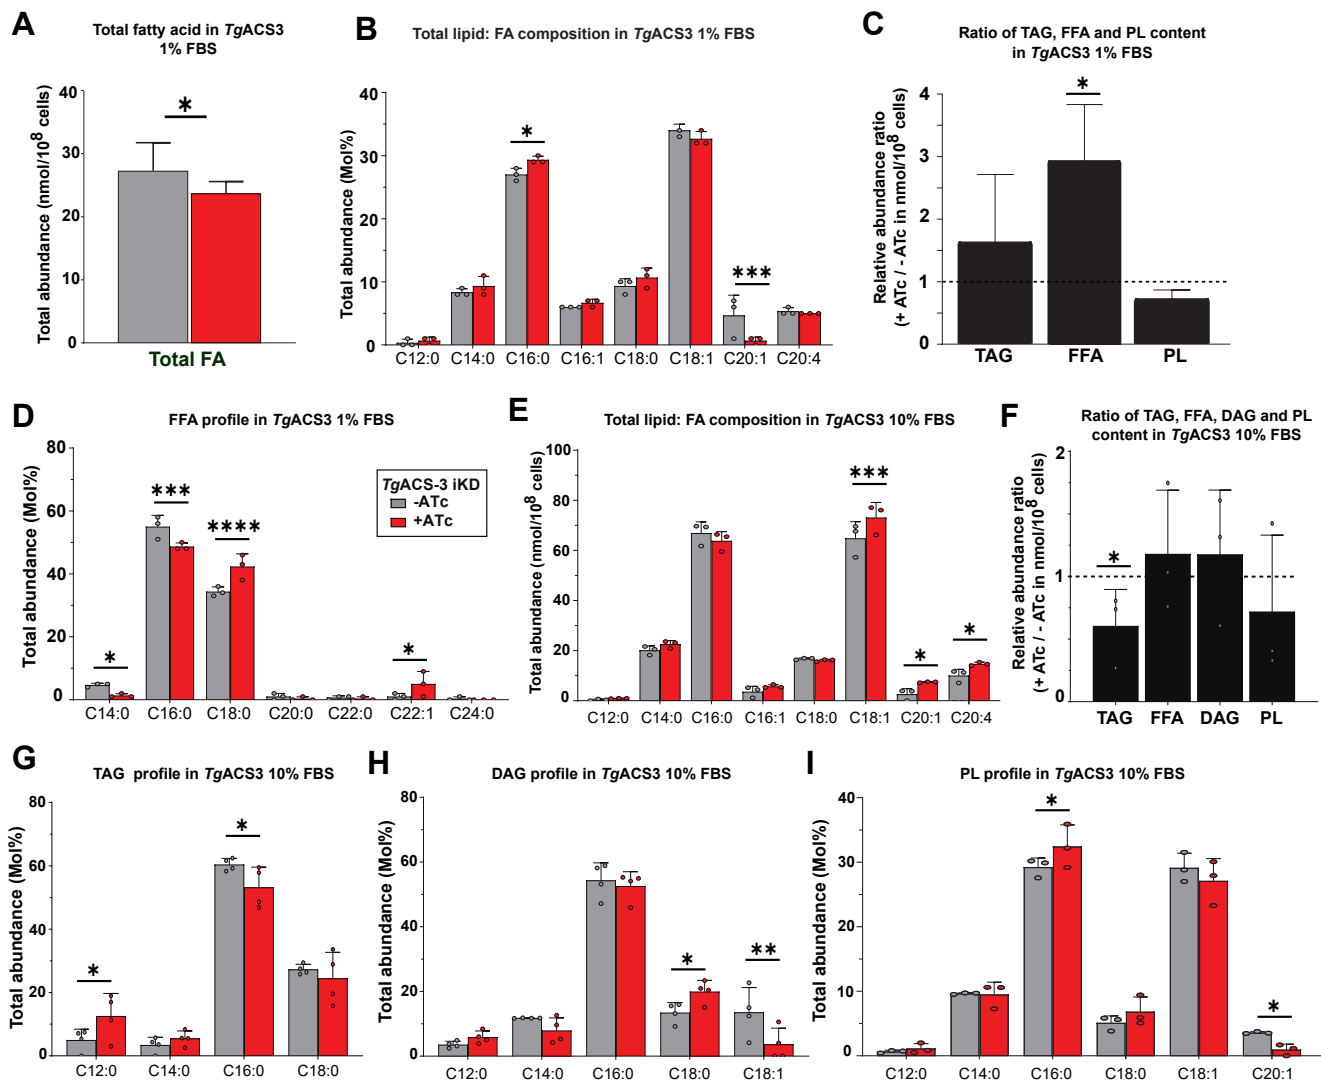 A
Total fatty acid in TgACS3
1% FBS
Total abundance (nmol/10^8 cells)
40
30
20
10
0
*
Total FA
B
Total lipid: FA composition in TgACS3 1% FBS
Total abundance (Mol%)
40
30
20
10
0
*
***
C12:0 C14:0 C16:0 C16:1 C18:0 C18:1 C20:1 C20:4
C
Ratio of TAG, FFA and PL content
in TgACS3 1% FBS
Relative abundance ratio
(+ ATc / - ATc in nmol/10^8 cells)
4
3
2
1
0
*
TAG FFA PL
D
FFA profile in TgACS3 1% FBS
Total abundance (Mol%)
80
60
40
20
0
*
***
****
*
TgACS-3 iKD
-ATc
+ATc
C14:0 C16:0 C18:0 C20:0 C22:0 C22:1 C24:0
E
Total lipid: FA composition in TgACS3 10% FBS
Total abundance (nmol/10^8 cells)
100
80
60
40
20
0
***
*
*
C12:0 C14:0 C16:0 C16:1 C18:0 C18:1 C20:1 C20:4
F
Ratio of TAG, FFA, DAG and PL
content in TgACS3 10% FBS
Relative abundance ratio
(+ ATc / - ATc in nmol/10^8 cells)
2
1
0
*
TAG FFA DAG PL
G
TAG profile in TgACS3 10% FBS
Total abundance (Mol%)
80
60
40
20
0
*
*
C12:0 C14:0 C16:0 C18:0
H
DAG profile in TgACS3 10% FBS
Total abundance (Mol%)
80
60
40
20
0
*
**
C12:0 C14:0 C16:0 C18:0 C18:1
I
PL profile in TgACS3 10% FBS
Total abundance (Mol%)
40
30
20
10
0
*
*
C12:0 C14:0 C16:0 C18:0 C18:1 C20:1